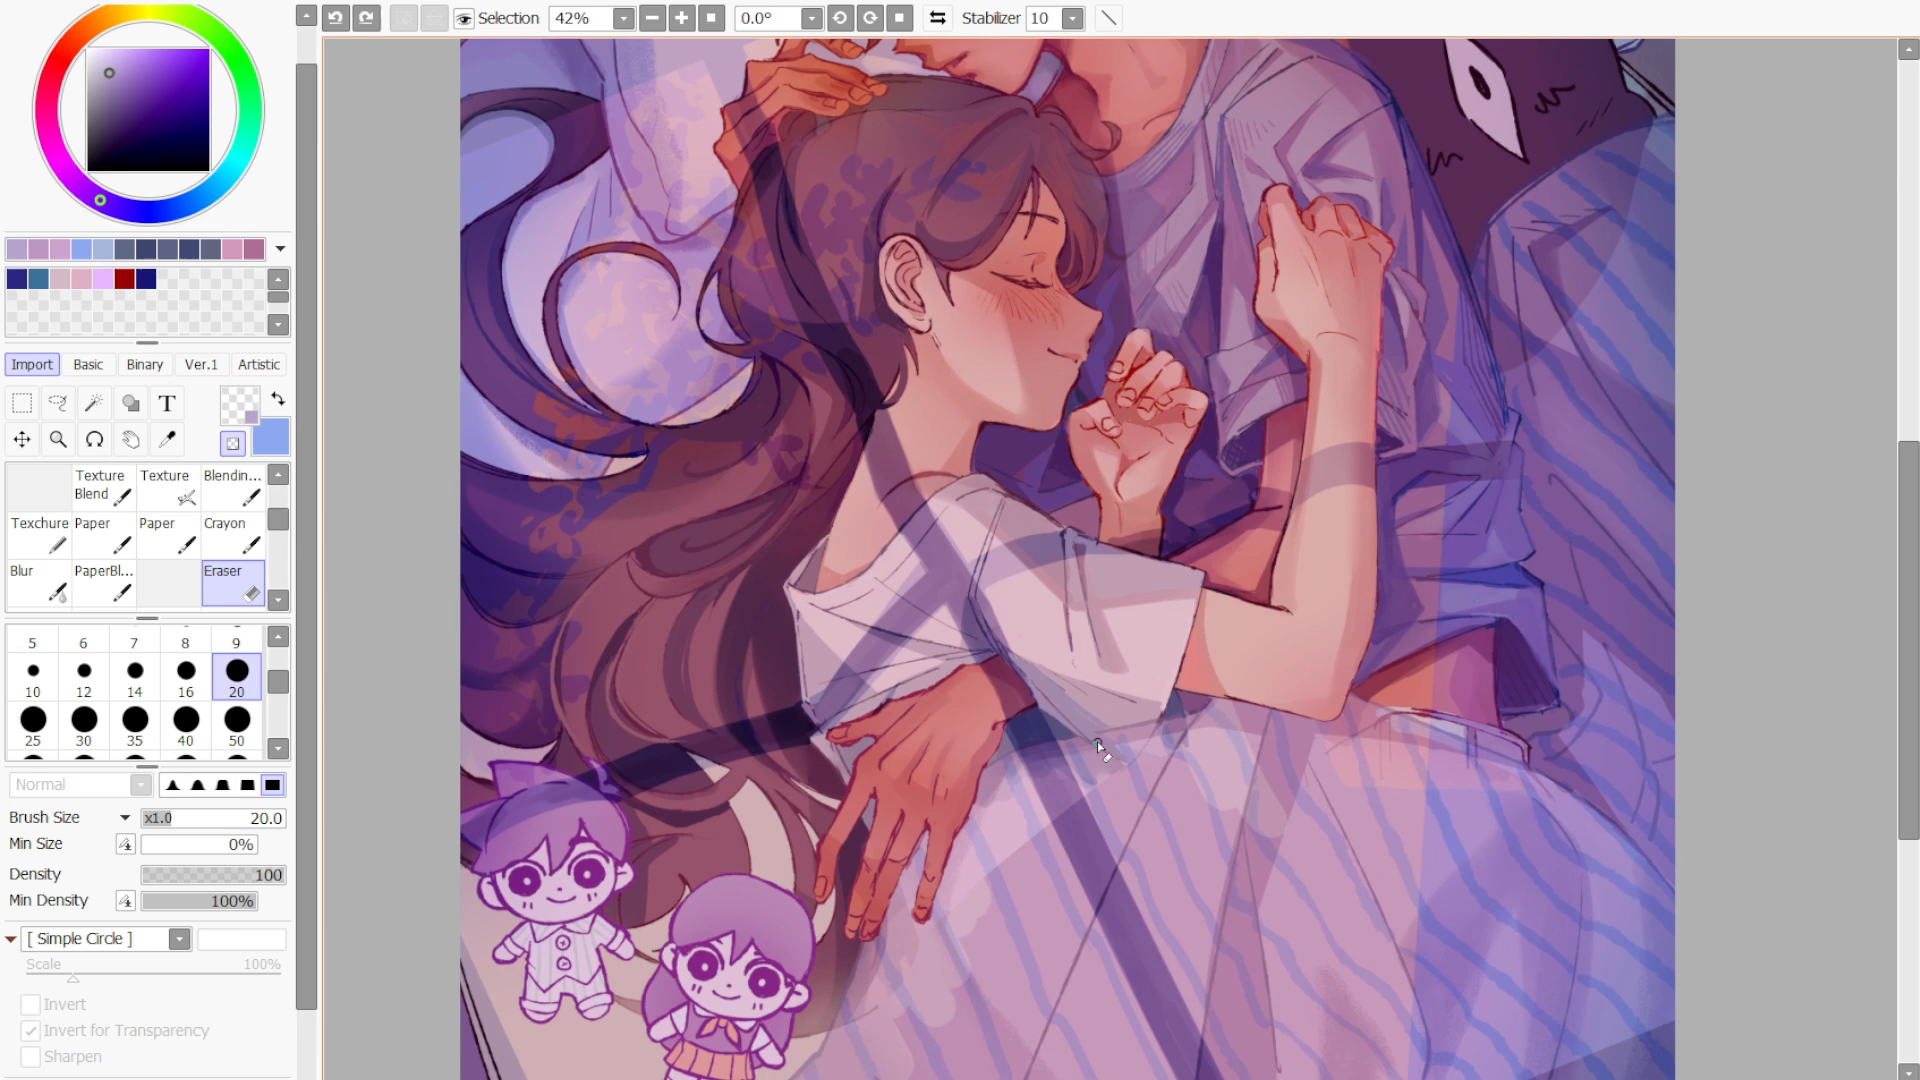 Selection 42% 0.0° Stabilizer 10
Import Basic Binary Ver.1 Artistic
T
Texture Blend Texture Blendin...
Texchure Paper Paper Crayon
Blur PaperBl... Eraser
5 6 7 8 9
10 12 14 16 20
25 30 35 40 50
Normal
Brush Size x1.0 20.0
Min Size 0%
Density 100
Min Density 100%
[ Simple Circle ]
Scale 100%
Invert
Invert for Transparency
Sharpen